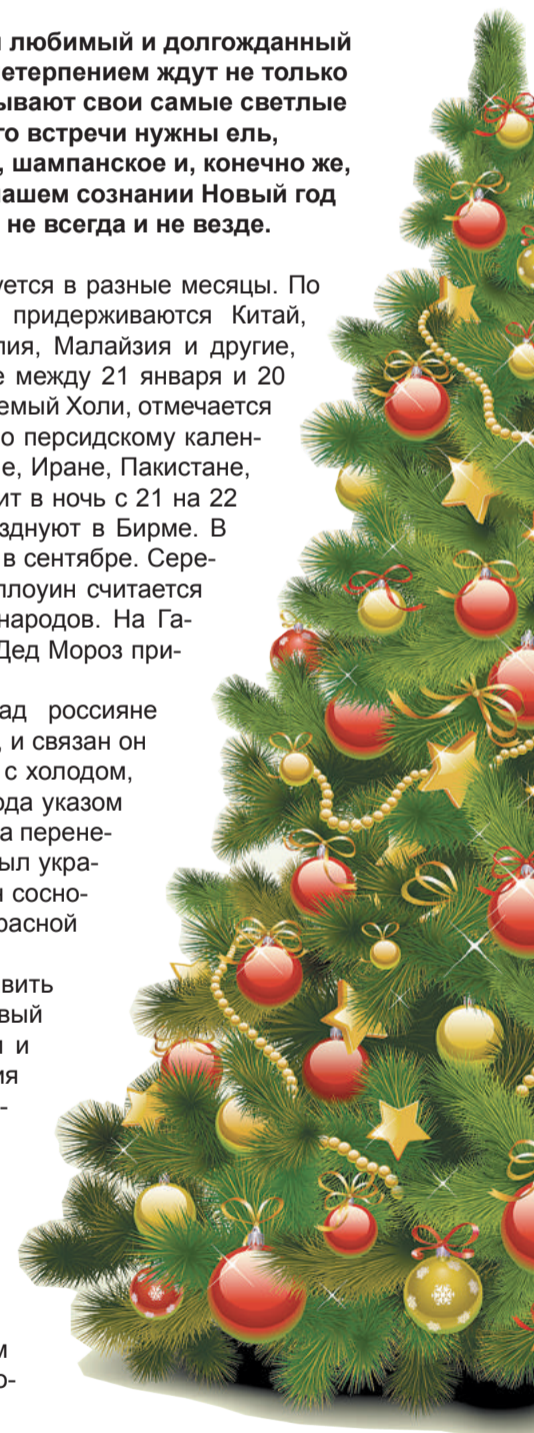 любимый и долгожданный
етерпением ждут не только
ывают свои самые светлые
го встречи нужны ель,
, шампанское и, конечно же,
нашем сознании Новый год
не всегда и не везде.
уется в разные месяцы. По
придерживаются Китай,
лия, Малайзия и другие,
е между 21 января и 20
емый Холи, отмечается
о персидскому кален-
е, Иране, Пакистане,
ит в ночь с 21 на 22
зднуют в Бирме. В
в сентябре. Сере-
ллоуин считается
народов. На Га-
Дед Мороз при-
ад россияне
, и связан он
с холодом,
ода указом
а перене-
был укра-
н сосно-
расной
вить
вый
и и
ия
-
м
о-